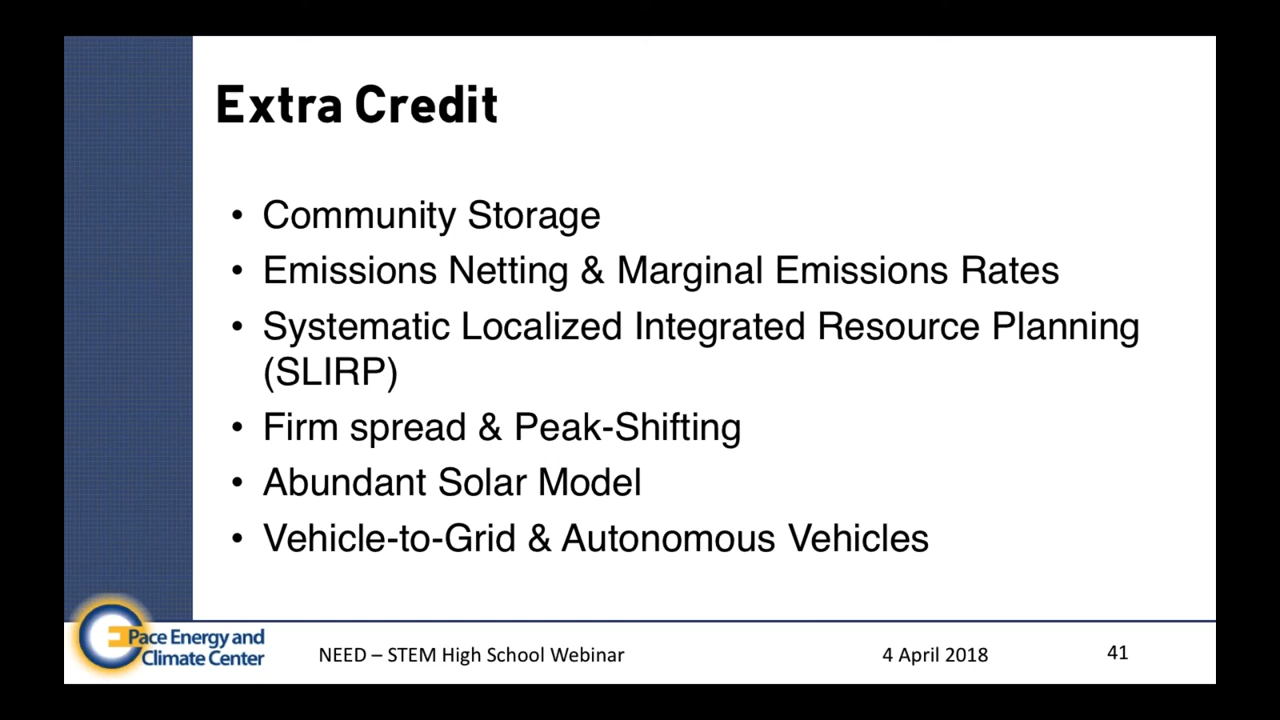 Extra Credit
• Community Storage
• Emissions Netting & Marginal Emissions Rates
• Systematic Localized Integrated Resource Planning
(SLIRP)
• Firm spread & Peak-Shifting
• Abundant Solar Model
• Vehicle-to-Grid & Autonomous Vehicles
Pace Energy and
Climate Center
NEED – STEM High School Webinar
4 April 2018
41